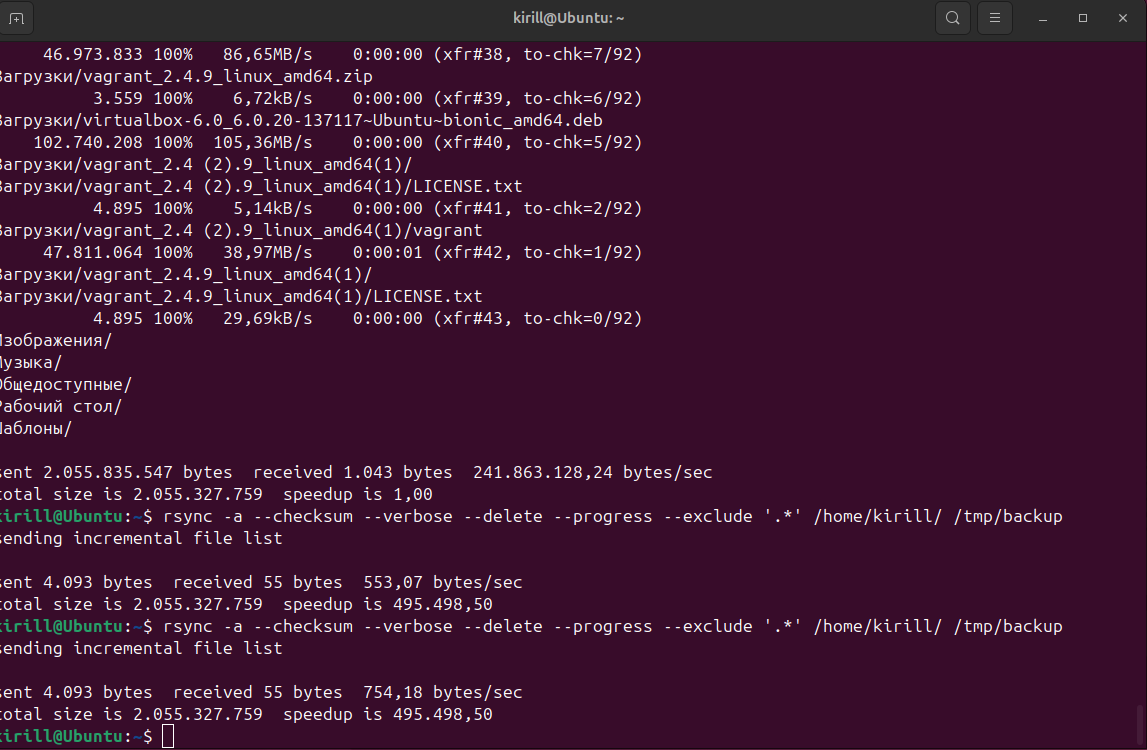 kirill@Ubuntu: ~
46.973.833 100% 86,65MB/s 0:00:00 (xfr#38, to-chk=7/92)
Загрузки/vagrant_2.4.9_linux_amd64.zip
3.559 100% 6,72kB/s 0:00:00 (xfr#39, to-chk=6/92)
Загрузки/virtualbox-6.0_6.0.20-137117~Ubuntu~bionic_amd64.deb
102.740.208 100% 105,36MB/s 0:00:00 (xfr#40, to-chk=5/92)
Загрузки/vagrant_2.4 (2).9_linux_amd64(1)/
Загрузки/vagrant_2.4 (2).9_linux_amd64(1)/LICENSE.txt
4.895 100% 5,14kB/s 0:00:00 (xfr#41, to-chk=2/92)
Загрузки/vagrant_2.4 (2).9_linux_amd64(1)/vagrant
47.811.064 100% 38,97MB/s 0:00:01 (xfr#42, to-chk=1/92)
Загрузки/vagrant_2.4.9_linux_amd64(1)/
Загрузки/vagrant_2.4.9_linux_amd64(1)/LICENSE.txt
4.895 100% 29,69kB/s 0:00:00 (xfr#43, to-chk=0/92)
Изображения/
Музыка/
Общедоступные/
Рабочий стол/
Шаблоны/
sent 2.055.835.547 bytes received 1.043 bytes 241.863.128,24 bytes/sec
total size is 2.055.327.759 speedup is 1,00
kirill@Ubuntu:~$ rsync -a --checksum --verbose --delete --progress --exclude '.*' /home/kirill/ /tmp/backup
sending incremental file list
sent 4.093 bytes received 55 bytes 553,07 bytes/sec
total size is 2.055.327.759 speedup is 495.498,50
kirill@Ubuntu:~$ rsync -a --checksum --verbose --delete --progress --exclude '.*' /home/kirill/ /tmp/backup
sending incremental file list
sent 4.093 bytes received 55 bytes 754,18 bytes/sec
total size is 2.055.327.759 speedup is 495.498,50
kirill@Ubuntu:~$